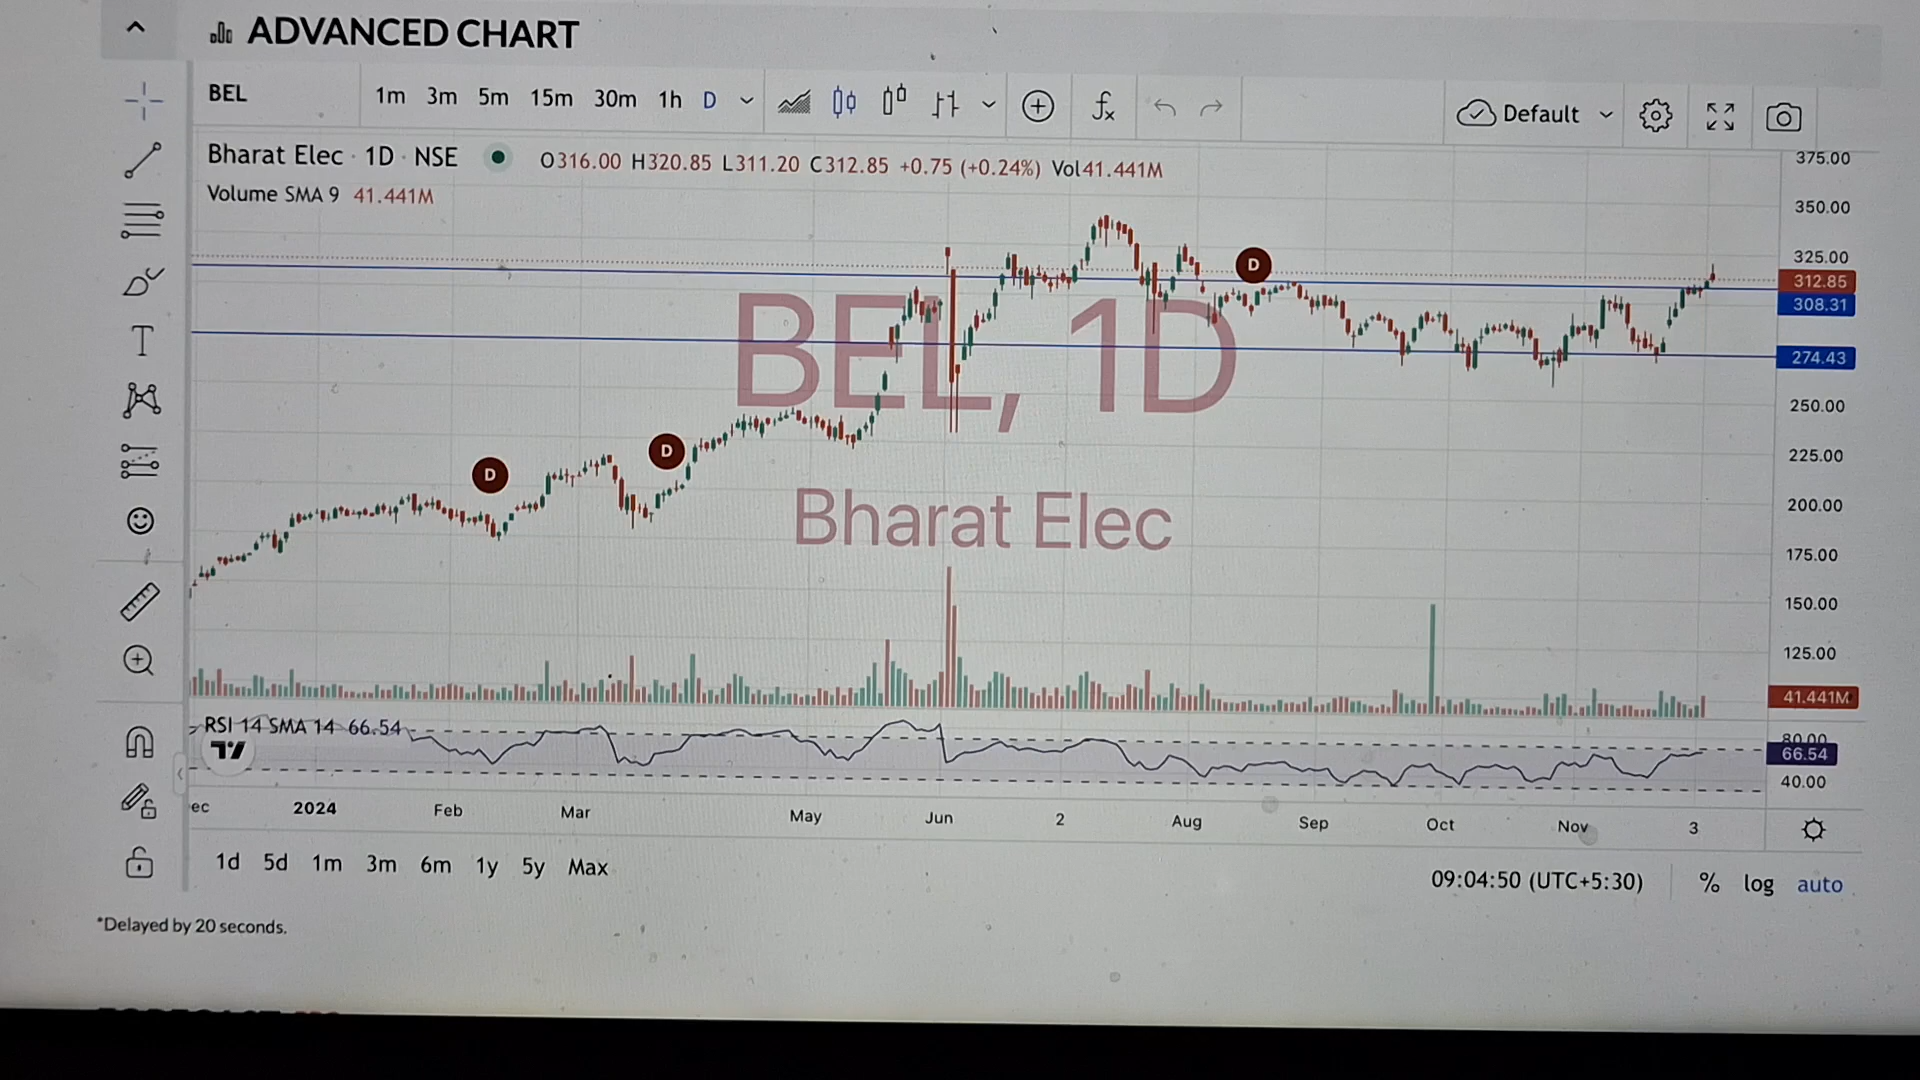 ADVANCED CHART
BEL 1m 3m 5m 15m 30m 1h D Default
Bharat Elec · 1D · NSE O316.00 H320.85 L311.20 C312.85 +0.75 (+0.24%) Vol41.441M
Volume SMA 9 41.441M
375.00
350.00
325.00
312.85
308.31
274.43
250.00
225.00
200.00
175.00
150.00
125.00
41.441M
D
D
D
BEL, 1D
Bharat Elec
RSI 14 SMA 14 66.54
80.00
66.54
40.00
ec 2024 Feb Mar May Jun 2 Aug Sep Oct Nov 3
1d 5d 1m 3m 6m 1y 5y Max 09:04:50 (UTC+5:30) % log auto
*Delayed by 20 seconds.